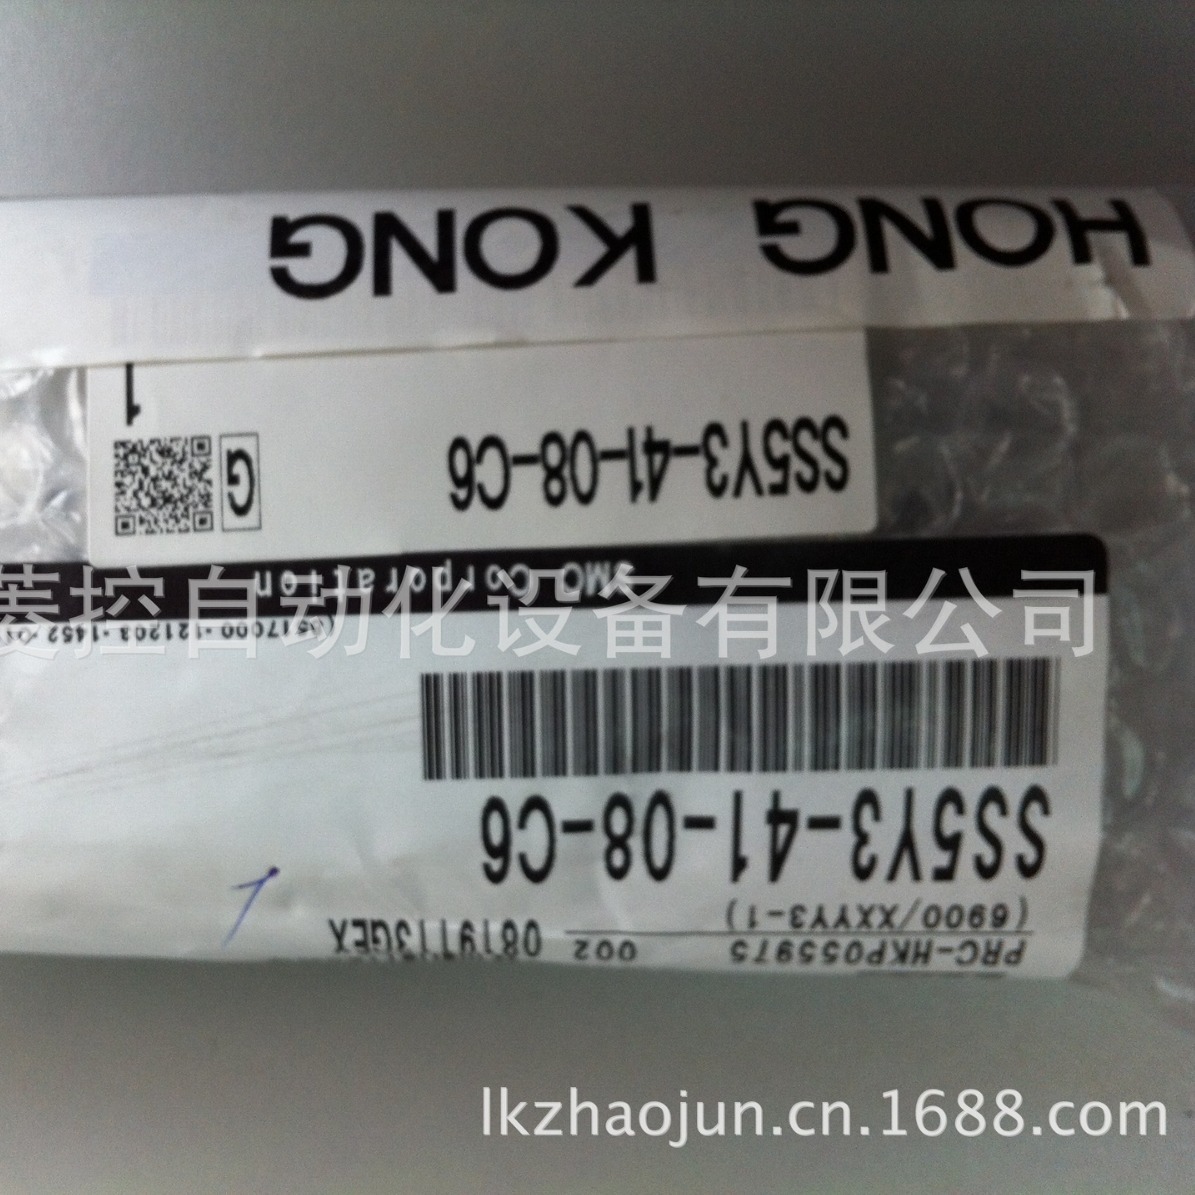 PRC-HKP055975 002
(6900/XXYY3-1)
SS5Y3-41-08-C6
SMC Corporation
SS5Y3-41-08-C6
G
1
HONG KONG
菱控自动化设备有限公司
lkzhaojun.cn.1688.com